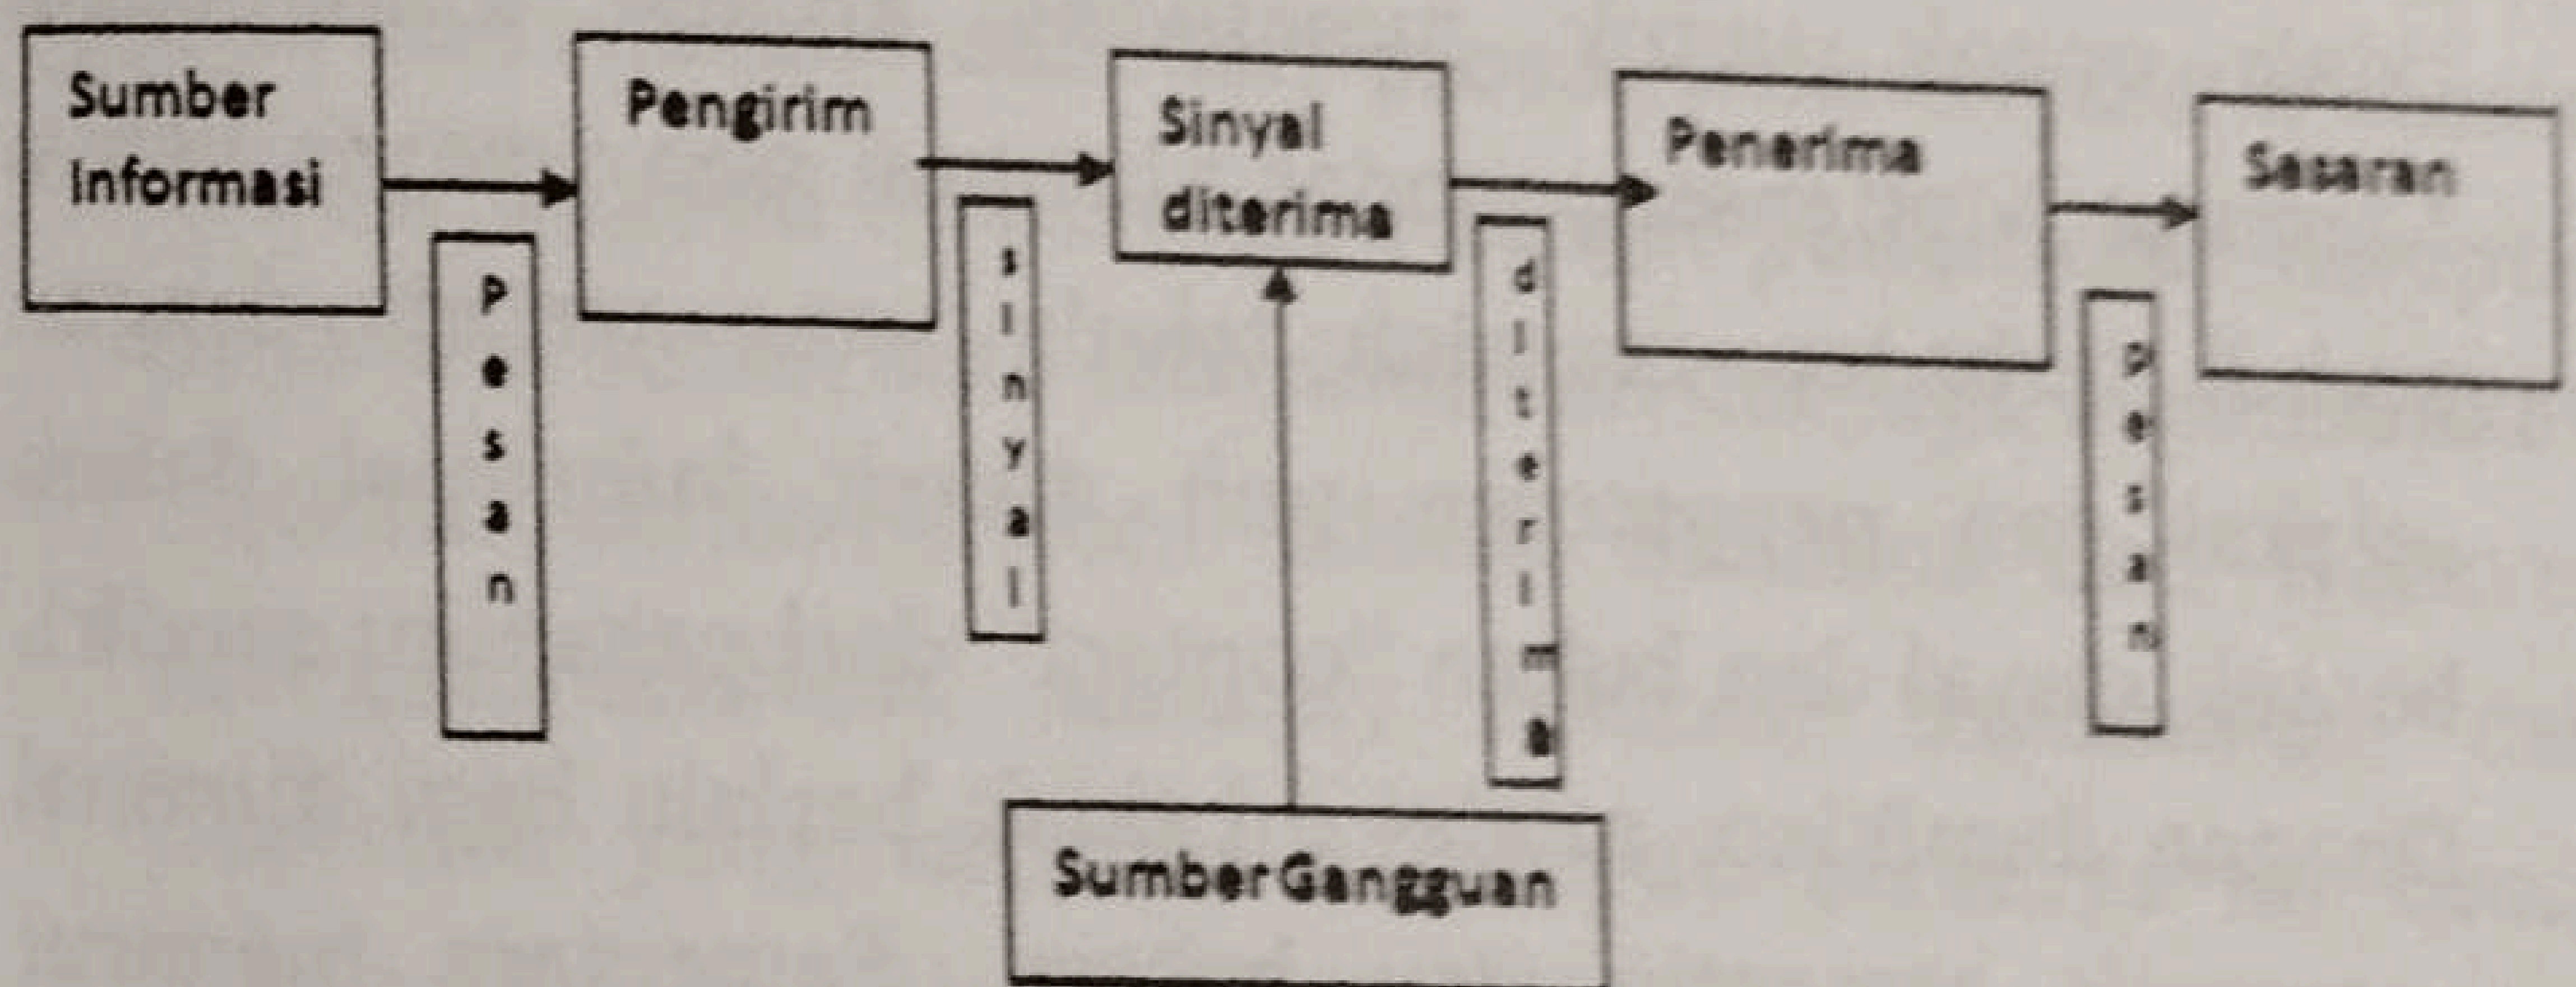 Sumber
Informasi
Pengirim
Sinyal
diterima
Penerima
Sasaran
Pesan
sinyal
diterima
pesan
Sumber Gangguan